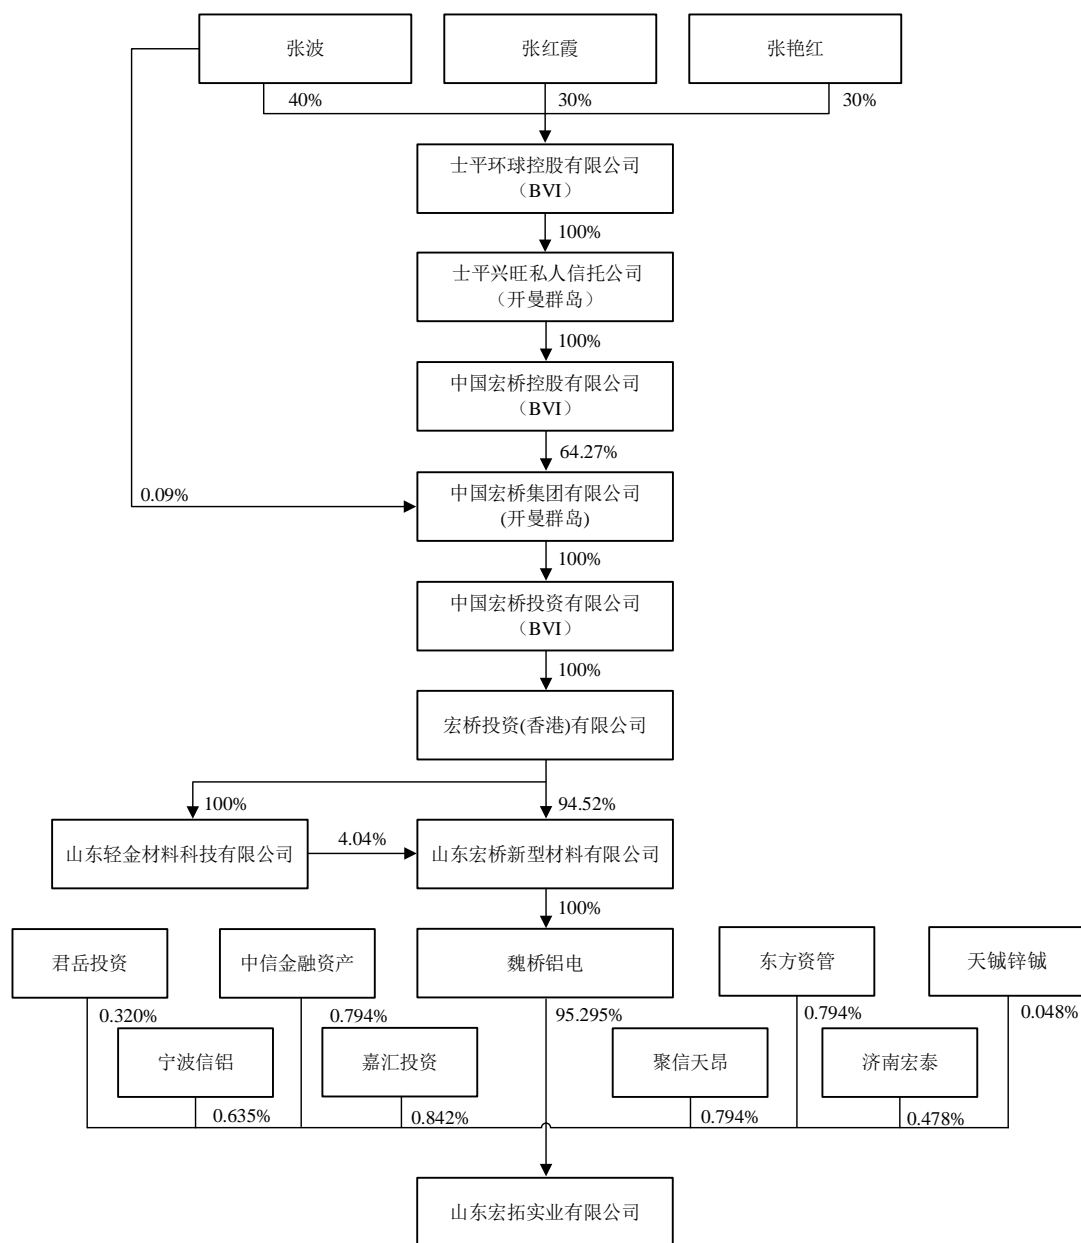 张波
张红霞
张艳红
40%
30%
30%
士平环球控股有限公司
（BVI）
100%
士平兴旺私人信托公司
（开曼群岛）
100%
中国宏桥控股有限公司
（BVI）
64.27%
0.09%
中国宏桥集团有限公司
(开曼群岛)
100%
中国宏桥投资有限公司
（BVI）
100%
宏桥投资(香港)有限公司
100%
94.52%
山东轻金材料科技有限公司
4.04%
山东宏桥新型材料有限公司
100%
君岳投资
中信金融资产
魏桥铝电
东方资管
天铖锌铖
0.320%
0.794%
95.295%
0.794%
0.048%
宁波信铝
嘉汇投资
聚信天昂
济南宏泰
0.635%
0.842%
0.794%
0.478%
山东宏拓实业有限公司